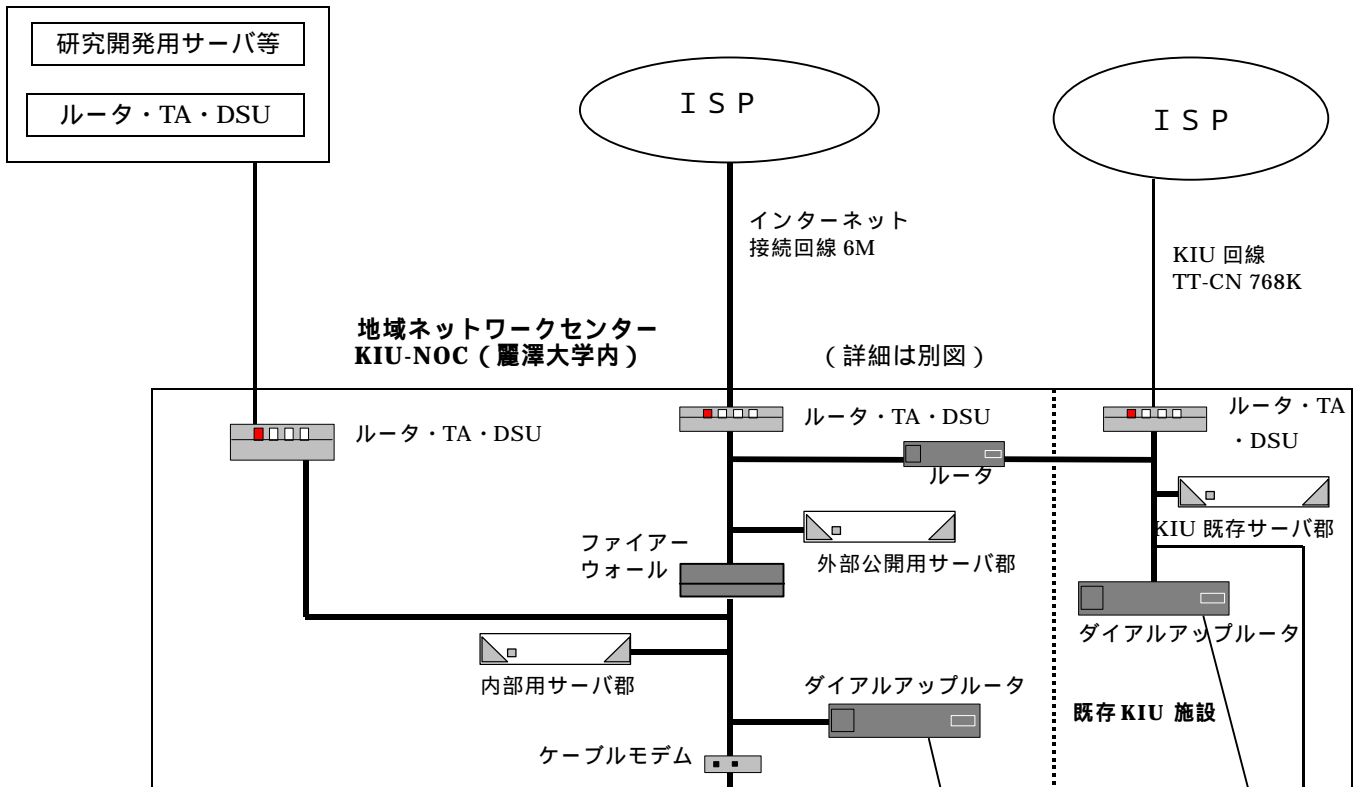 研究開発用サーバ等
ルータ・TA・DSU
ＩＳＰ
ＩＳＰ
インターネット
接続回線 6M
KIU 回線
TT-CN 768K
地域ネットワークセンター
KIU-NOC（麗澤大学内）
（詳細は別図）
ルータ・TA・DSU
ルータ・TA・DSU
ルータ・TA
・DSU
ルータ
KIU 既存サーバ郡
ファイアー
ウォール
外部公開用サーバ郡
ダイアルアップルータ
内部用サーバ郡
ダイアルアップルータ
既存 KIU 施設
ケーブルモデム